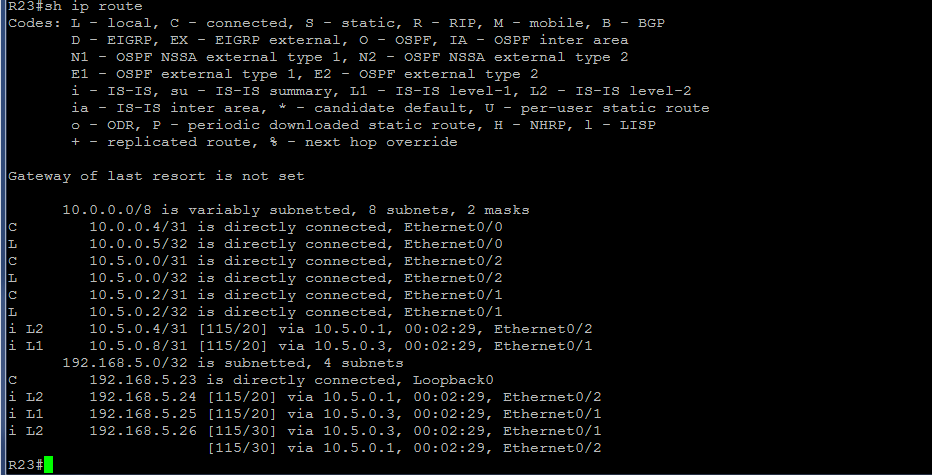 R23#sh ip route
Codes: L - local, C - connected, S - static, R - RIP, M - mobile, B - BGP
       D - EIGRP, EX - EIGRP external, O - OSPF, IA - OSPF inter area
       N1 - OSPF NSSA external type 1, N2 - OSPF NSSA external type 2
       E1 - OSPF external type 1, E2 - OSPF external type 2
       i - IS-IS, su - IS-IS summary, L1 - IS-IS level-1, L2 - IS-IS level-2
       ia - IS-IS inter area, * - candidate default, U - per-user static route
       o - ODR, P - periodic downloaded static route, H - NHRP, l - LISP
       + - replicated route, % - next hop override
Gateway of last resort is not set
      10.0.0.0/8 is variably subnetted, 8 subnets, 2 masks
C        10.0.0.4/31 is directly connected, Ethernet0/0
L        10.0.0.5/32 is directly connected, Ethernet0/0
C        10.5.0.0/31 is directly connected, Ethernet0/2
L        10.5.0.0/32 is directly connected, Ethernet0/2
C        10.5.0.2/31 is directly connected, Ethernet0/1
L        10.5.0.2/32 is directly connected, Ethernet0/1
i L2     10.5.0.4/31 [115/20] via 10.5.0.1, 00:02:29, Ethernet0/2
i L1     10.5.0.8/31 [115/20] via 10.5.0.3, 00:02:29, Ethernet0/1
      192.168.5.0/32 is subnetted, 4 subnets
C        192.168.5.23 is directly connected, Loopback0
i L2     192.168.5.24 [115/20] via 10.5.0.1, 00:02:29, Ethernet0/2
i L1     192.168.5.25 [115/20] via 10.5.0.3, 00:02:29, Ethernet0/1
i L2     192.168.5.26 [115/30] via 10.5.0.3, 00:02:29, Ethernet0/1
                      [115/30] via 10.5.0.1, 00:02:29, Ethernet0/2
R23#